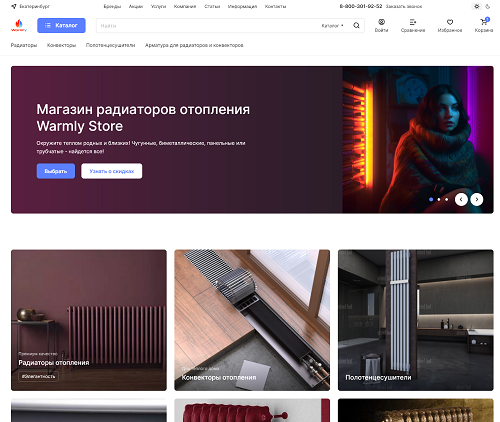 Екатеринбург
Бренды Акции Услуги Компания Статьи Информация Контакты
8-800-301-92-52 Заказать звонок
Warmly
Каталог
Найти
Каталог
Войти
Сравнение
Избранное
Корзина
Радиаторы Конвекторы Полотенцесушители Арматура для радиаторов и конвекторов
Магазин радиаторов отопления
Warmly Store
Окружите теплом родных и близких! Чугунные, биметаллические, панельные или
трубчатые - найдется все!
Выбрать
Узнать о скидках
Премиум-качество
Радиаторы отопления
#Элегантность
Конвекторы отопления
Полотенцесушители